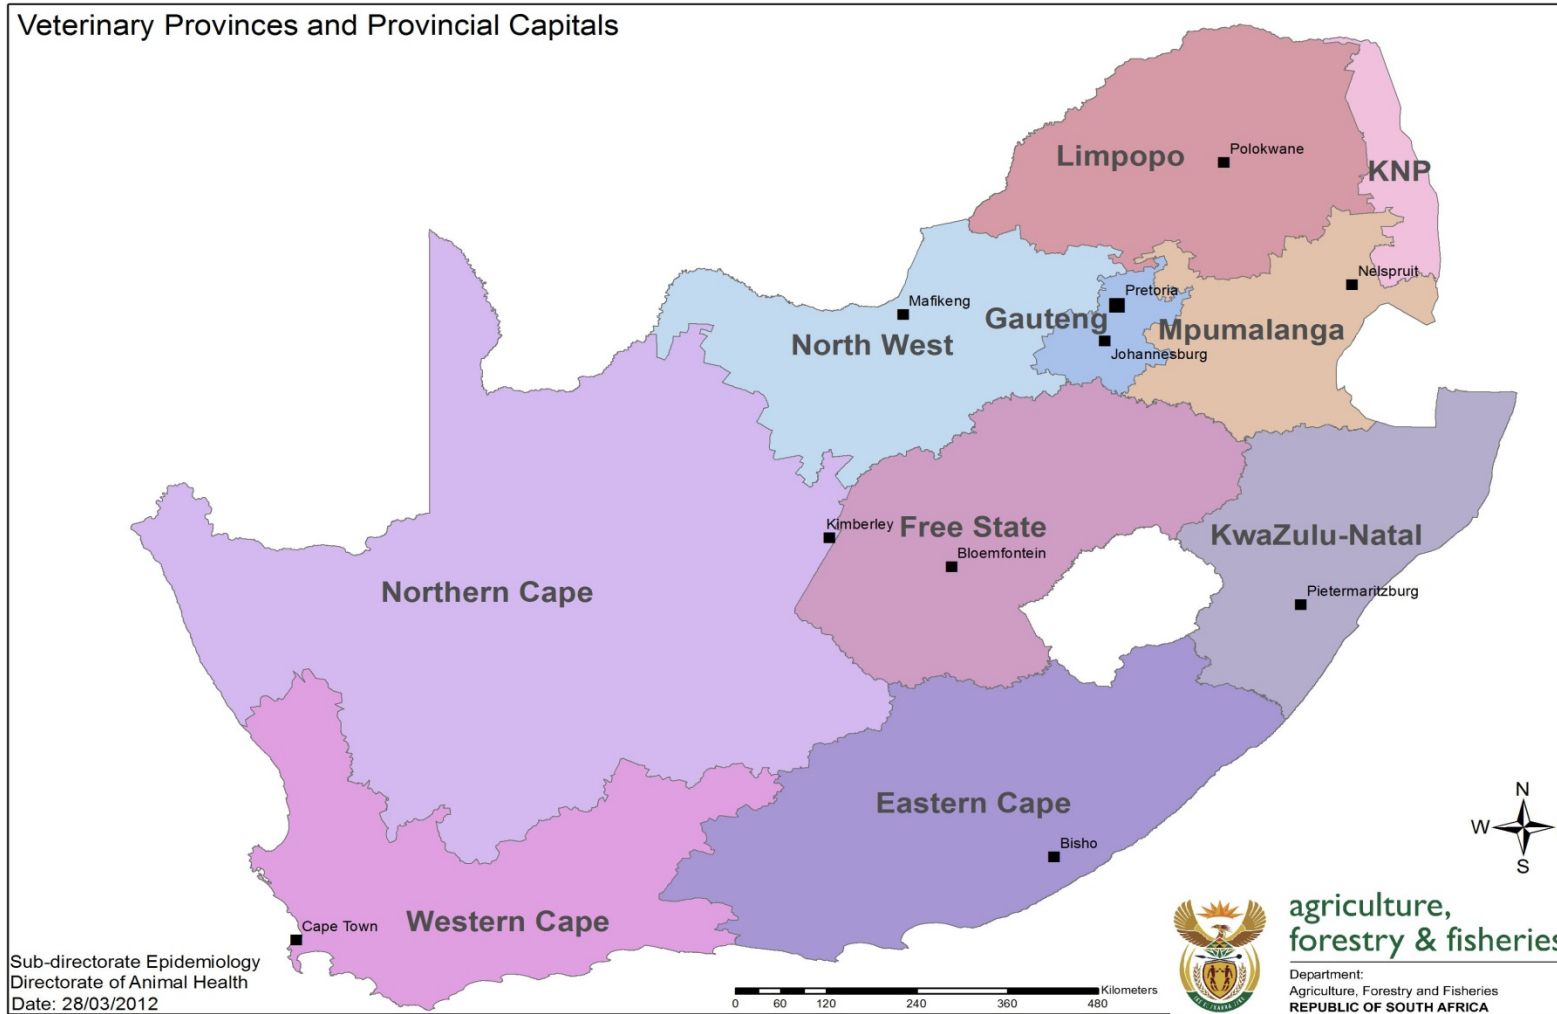 Veterinary Provinces and Provincial Capitals
Limpopo
Polokwane
KNP
Nelspruit
Mafikeng
Pretoria
Gauteng
North West
Mpumalanga
Johannesburg
Kimberley
Free State
KwaZulu-Natal
Bloemfontein
Northern Cape
Pietermaritzburg
Eastern Cape
Bisho
Western Cape
Cape Town
N
W
S
Sub-directorate Epidemiology
Directorate of Animal Health
Date: 28/03/2012
Kilometers
0 60 120 240 360 480
agriculture,
forestry & fisheries
Department:
Agriculture, Forestry and Fisheries
REPUBLIC OF SOUTH AFRICA